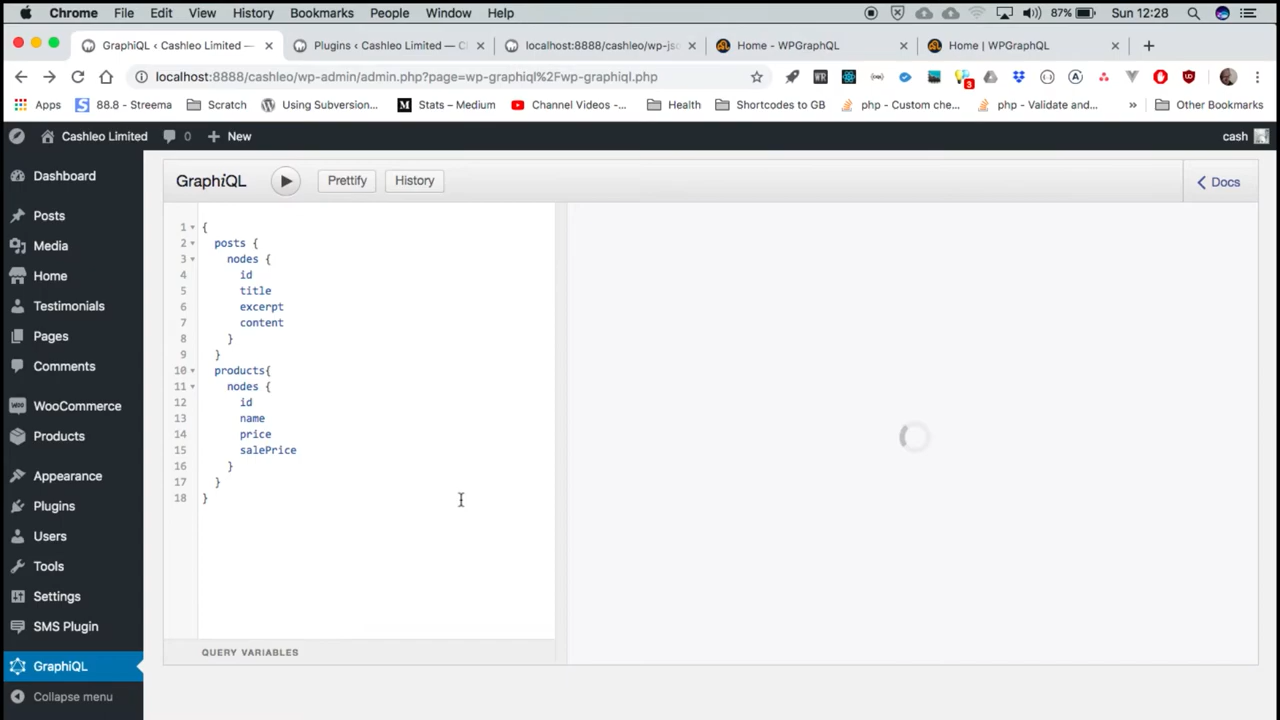 Chrome File Edit View History Bookmarks People Window Help 87% Sun 12:28
GraphiQL ‹ Cashleo Limited — Plugins ‹ Cashleo Limited — C localhost:8888/cashleo/wp-jso Home - WPGraphQL Home | WPGraphQL
localhost:8888/cashleo/wp-admin/admin.php?page=wp-graphiql%2Fwp-graphiql.php
Apps 88.8 - Streema Scratch Using Subversion... Stats – Medium Channel Videos -... Health Shortcodes to GB php - Custom che... php - Validate and... » Other Bookmarks
Cashleo Limited 0 + New cash
Dashboard
Posts
Media
Home
Testimonials
Pages
Comments
WooCommerce
Products
Appearance
Plugins
Users
Tools
Settings
SMS Plugin
GraphiQL
Collapse menu
GraphiQL Prettify History Docs
1 {
2 posts {
3 nodes {
4 id
5 title
6 excerpt
7 content
8 }
9 }
10 products{
11 nodes {
12 id
13 name
14 price
15 salePrice
16 }
17 }
18 }
QUERY VARIABLES